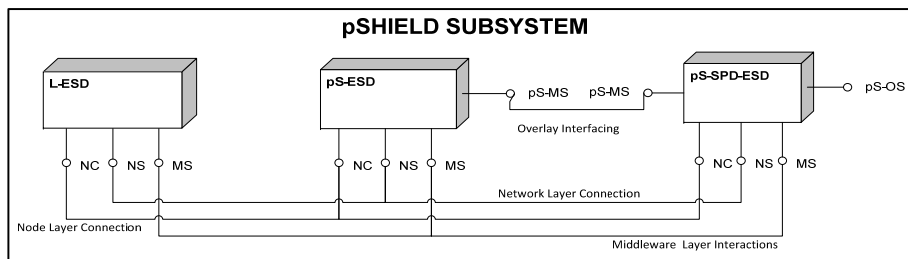 pSHIELD SUBSYSTEM
L-ESD
pS-ESD
pS-SPD-ESD
pS-MS
pS-MS
pS-OS
Overlay Interfacing
NC
NS
MS
NC
NS
MS
NC
NS
MS
Network Layer Connection
Node Layer Connection
Middleware Layer Interactions